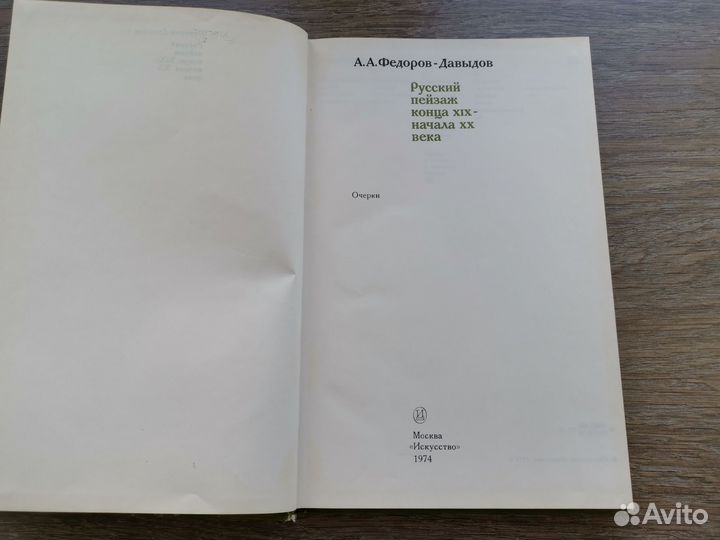 А.А.Федоров-Давыдов
Русский
пейзаж
конца XIX-
начала XX
века
Очерки
Москва
«Искусство»
1974
Avito